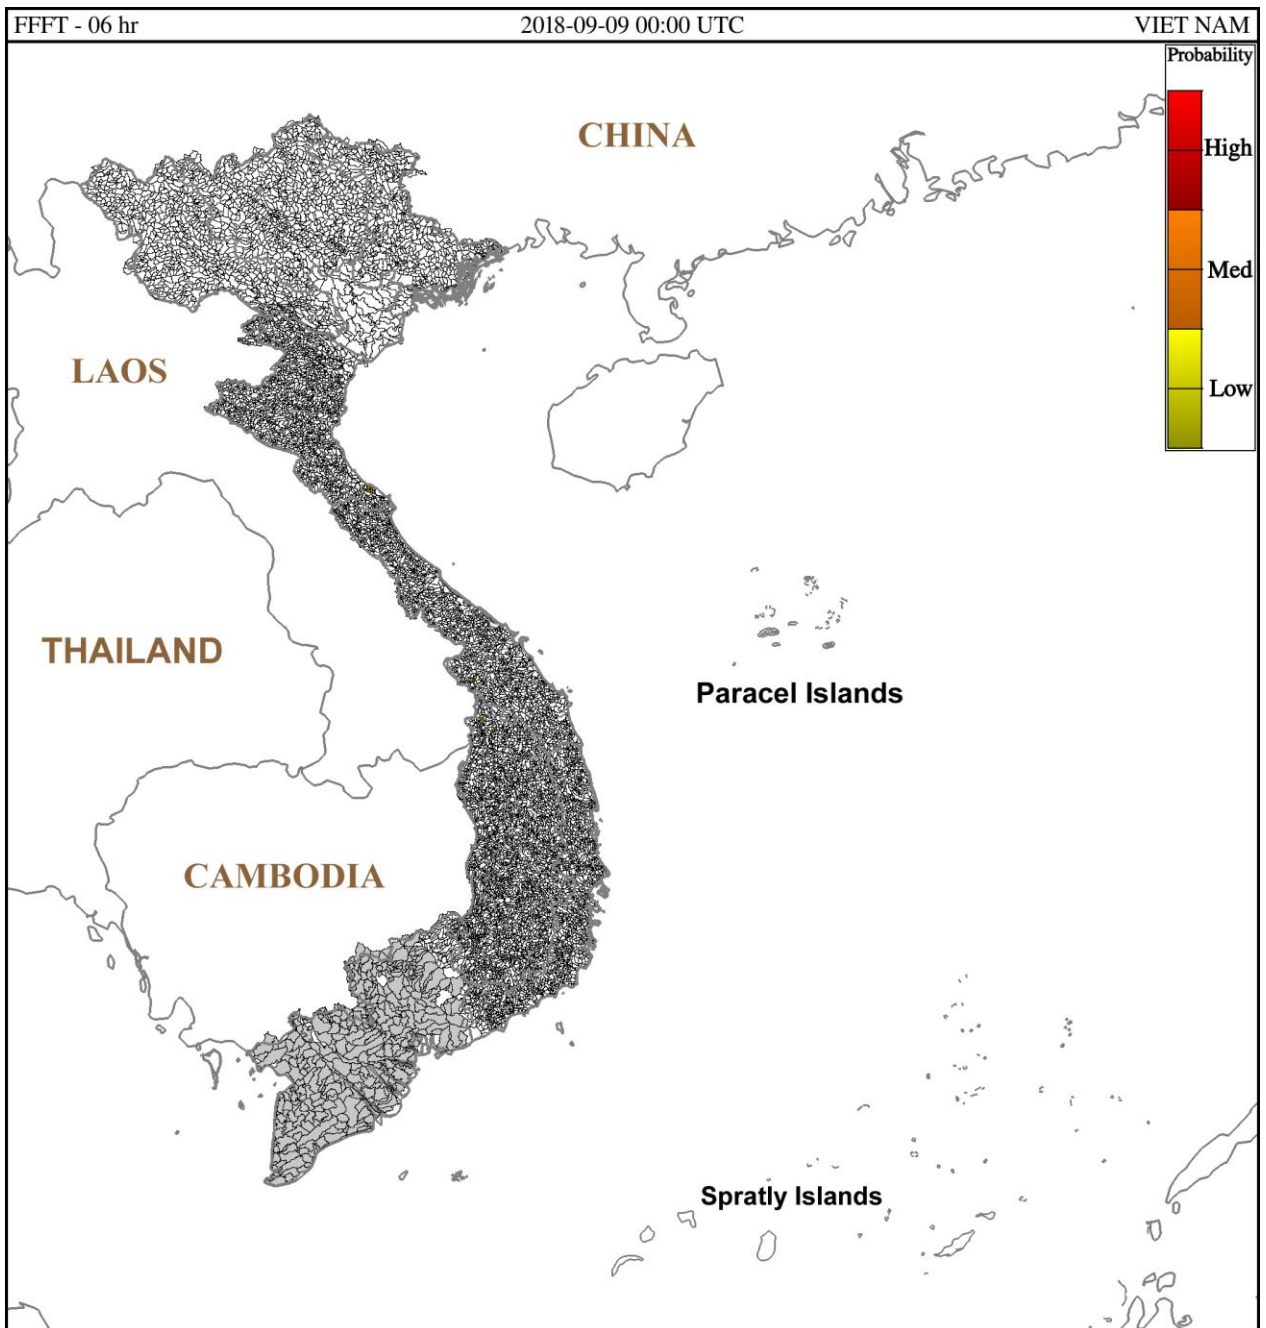 FFFT - 06 hr
2018-09-09 00:00 UTC
VIET NAM
Probability
CHINA
High
Med
LAOS
Low
THAILAND
Paracel Islands
CAMBODIA
Spratly Islands